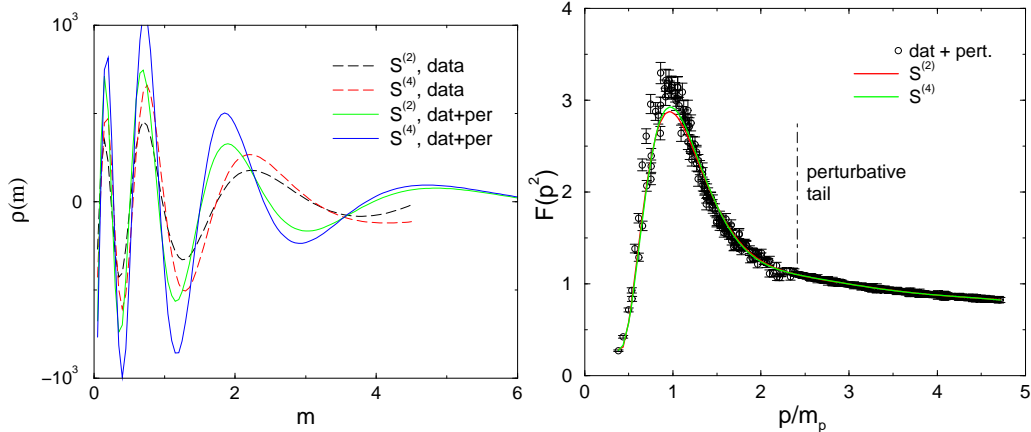 10³
0
−10³
ρ(m)
0
2
4
6
m
S⁽²⁾, data
S⁽⁴⁾, data
S⁽²⁾, dat+per
S⁽⁴⁾, dat+per
4
3
2
1
0
F(p²)
0
1
2
3
4
5
p/mₚ
dat + pert.
S⁽²⁾
S⁽⁴⁾
perturbative
tail